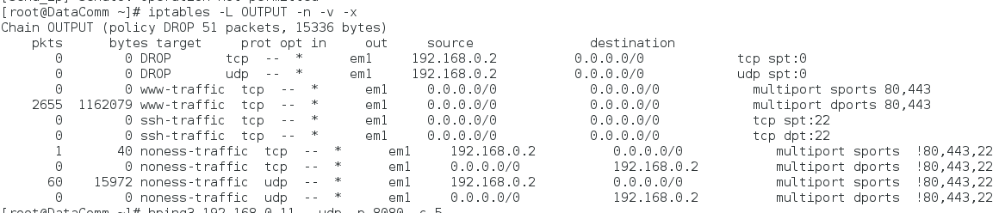 [root@DataComm ~]# iptables -L OUTPUT -n -v -x
Chain OUTPUT (policy DROP 51 packets, 15336 bytes)
pkts bytes target prot opt in out source destination
0 0 DROP tcp -- * em1 192.168.0.2 0.0.0.0/0 tcp spt:0
0 0 DROP udp -- * em1 192.168.0.2 0.0.0.0/0 udp spt:0
0 0 www-traffic tcp -- * em1 0.0.0.0/0 0.0.0.0/0 multiport sports 80,443
2655 1162079 www-traffic tcp -- * em1 0.0.0.0/0 0.0.0.0/0 multiport dports 80,443
0 0 ssh-traffic tcp -- * em1 0.0.0.0/0 0.0.0.0/0 tcp spt:22
0 0 ssh-traffic tcp -- * em1 0.0.0.0/0 0.0.0.0/0 tcp dpt:22
1 40 noness-traffic tcp -- * em1 192.168.0.2 0.0.0.0/0 multiport sports !80,443,22
0 0 noness-traffic tcp -- * em1 0.0.0.0/0 192.168.0.2 multiport dports !80,443,22
60 15972 noness-traffic udp -- * em1 192.168.0.2 0.0.0.0/0 multiport sports !80,443,22
0 0 noness-traffic udp -- * em1 0.0.0.0/0 192.168.0.2 multiport dports !80,443,22
[root@DataComm ~]# hping3 192.168.0.11 --udp -p 8080 -c 5